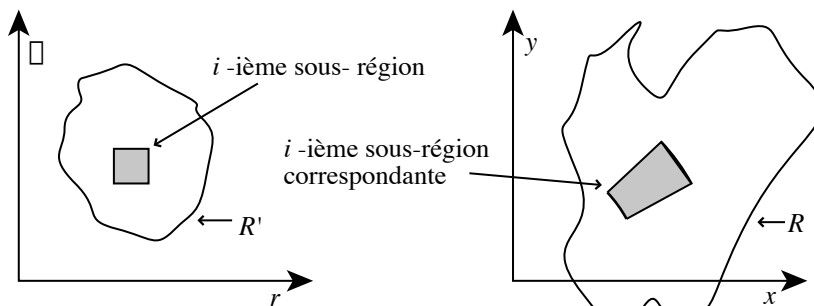 i -ième sous- région
R'
r
y
i -ième sous-région
correspondante
R
x